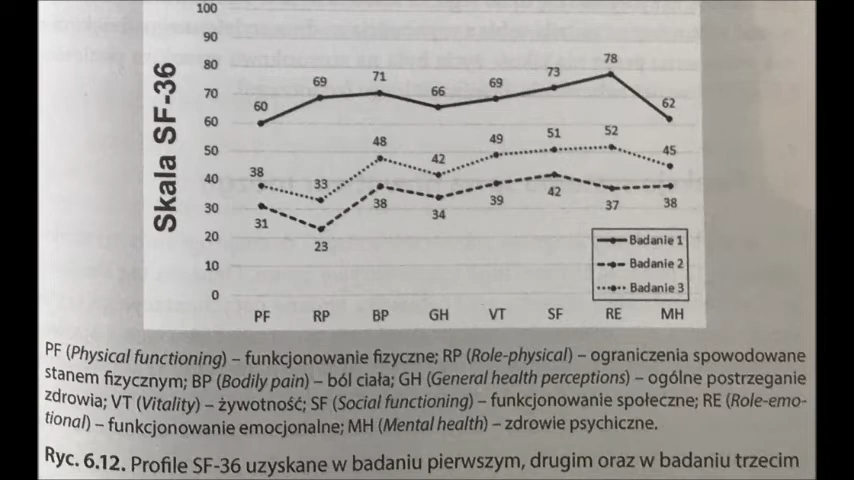 100
90
80
70
60
50
40
30
20
10
0
Skala SF-36
60 69 71 66 69 73 78 62
38 33 48 42 49 51 52 45
31 23 38 34 39 42 37 38
Badanie 1
Badanie 2
Badanie 3
PF RP BP GH VT SF RE MH
PF (Physical functioning) – funkcjonowanie fizyczne; RP (Role-physical) – ograniczenia spowodowane
stanem fizycznym; BP (Bodily pain) – ból ciała; GH (General health perceptions) – ogólne postrzeganie
zdrowia; VT (Vitality) – żywotność; SF (Social functioning) – funkcjonowanie społeczne; RE (Role-emo-
tional) – funkcjonowanie emocjonalne; MH (Mental health) – zdrowie psychiczne.
Ryc. 6.12. Profile SF-36 uzyskane w badaniu pierwszym, drugim oraz w badaniu trzecim